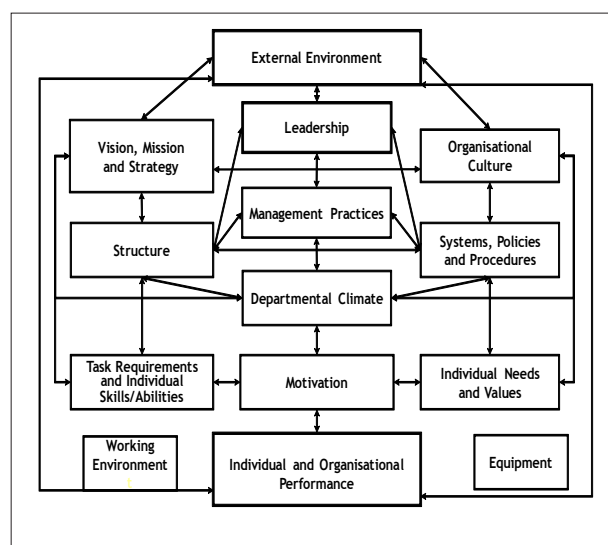 External Environment
Leadership
Vision, Mission
and Strategy
Organisational
Culture
Management Practices
Structure
Systems, Policies
and Procedures
Departmental Climate
Task Requirements
and Individual
Skills/Abilities
Motivation
Individual Needs
and Values
Working
Environment
Individual and Organisational
Performance
Equipment